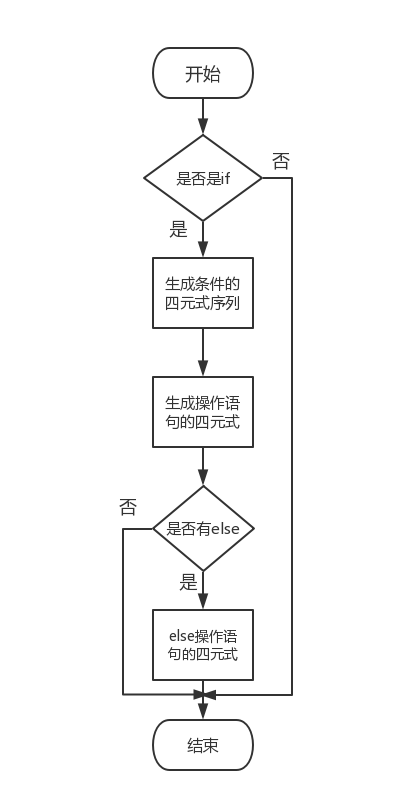 开始
是否是if
否
是
生成条件的
四元式序列
生成操作语
句的四元式
否
是否有else
是
else操作语
句的四元式
结束